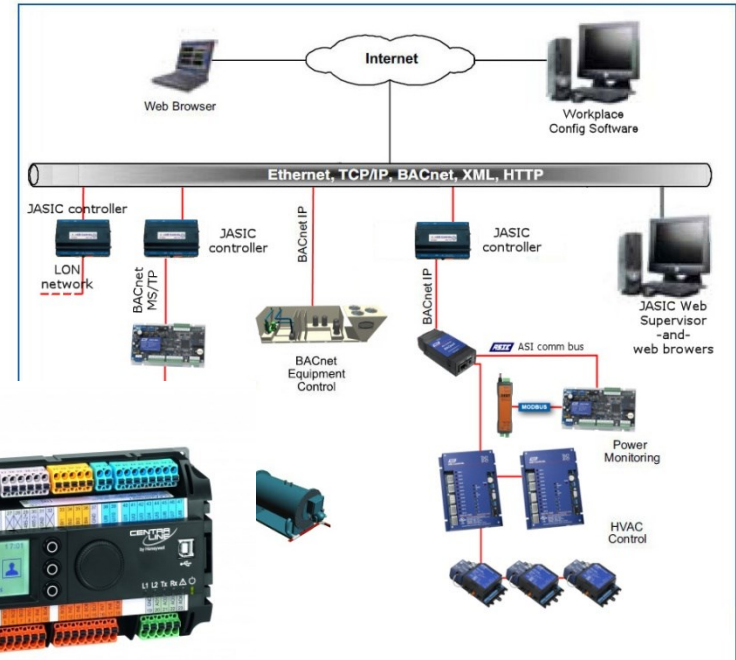 Internet
Web Browser
Workplace
Config Software
Ethernet, TCP/IP, BACnet, XML, HTTP
JASIC controller
LON
network
BACnet
MS/TP
JASIC
controller
BACnet IP
BACnet
Equipment
Control
JASIC
controller
BACnet IP
JASIC Web
Supervisor
-and-
web browers
ASI comm bus
MODBUS
Power
Monitoring
HVAC
Control
17:01
CENTRA
LINE
by Honeywell
L1 L2 Tx Rx